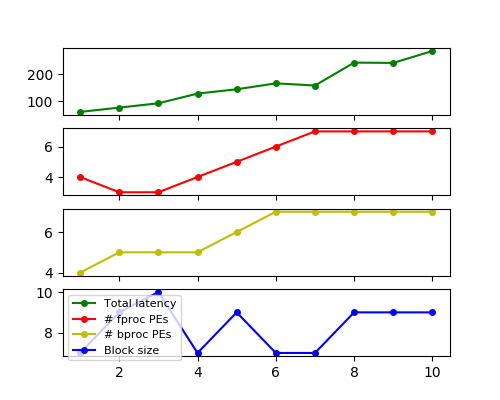 200
100
6
4
6
4
10
8
Total latency
# fproc PEs
# bproc PEs
Block size
2 4 6 8 10